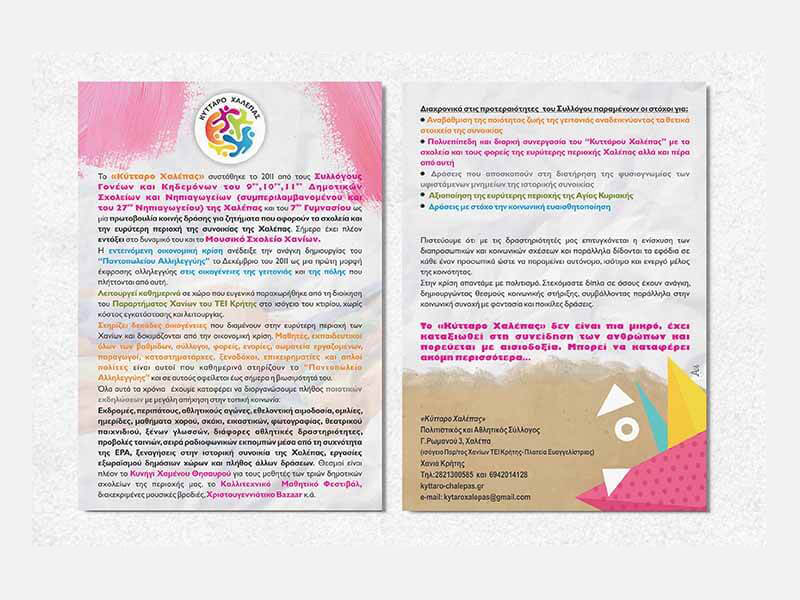 ΚΥΤΤΑΡΟ ΧΑΛΕΠΑΣ
Το «Κύτταρο Χαλέπας» συστόθηκε το 2011 από τους Συλλόγους
Γονέων και Κηδεμόνων του 9ου,10ου,11ου Δημοτικών
Σχολείων και Νηπιαγωγείων (συμπεριλαμβανομένου και
του 27ου Νηπιαγωγείου) της Χαλέπας και του 7ου Γυμνασίου ως
μία πρωτοβουλία κοινής δρόσης για ζητήματα που αφορούν τα σχολεία και
την ευρύτερη περιοχή της συνοικίας της Χαλέπας. Σήμερα έχει πλέον
εντάξει στο δυναμικό του και το Μουσικό Σχολείο Χανίων.
Η εντεινόμενη οικονομική κρίση ανέδειξε την ανάγκη δημιουργίας του
"Παντοπωλείου Αλληλεγγύης" το Δεκέμβριο του 2011 ως μια πρώτη μορφή
έκφρασης αλληλεγγύης στις οικογένειες της γειτονιάς και της πόλης που
πλήττονται από αυτή.
Λειτουργεί καθημερινά σε χώρο που ευγενικά παραχωρήθηκε από τη διοίκηση
του Παραρτήματος Χανίων του ΤΕΙ Κρήτης στο ισόγειο του κτιρίου, χωρίς
κόστος εγκατάστασης και λειτουργίας.
Στηρίζει δεκάδες οικογένειες που διαμένουν στην ευρύτερη περιοχή των
Χανίων και δοκιμάζονται από την οικονομική κρίση. Μαθητές, εκπαιδευτικοί
όλων των βαθμίδων, σύλλογοι, φορείς, ενορίες, σωματεία εργαζομένων,
παραγωγοί, καταστηματάρχες, ξενοδόχοι, επιχειρηματίες και απλοί
πολίτες είναι αυτοί που καθημερινά στηρίζουν το "Παντοπωλείο
Αλληλεγγύης" και σε αυτούς οφείλεται έως σήμερα η βιωσιμότητά του.
Όλα αυτά τα χρόνια έχουμε καταφέρει να διοργανώσουμε πλήθος ποιοτικών
εκδηλώσεων με μεγάλη απήχηση στην τοπική κοινωνία:
Εκδρομές, περιπάτους, αθλητικούς αγώνες, εθελοντική αιμοδοσία, ομιλίες,
ημερίδες, μαθήματα χορού, σκάκι, εικαστικών, φωτογραφίας, θεατρικού
παιχνιδιού, ξένων γλωσσών, διάφορες αθλητικές δραστηριότητες,
προβολές ταινιών, σειρά ραδιοφωνικών εκπομπών μέσα από τη συχνότητα
της ΕΡΑ, ξεναγήσεις στην ιστορική συνοικία της Χαλέπας, εργασίες
εξωραϊσμού δημόσιων χώρων και πλήθος άλλων δράσεων. Θεσμοί είναι
πλέον το Κυνήγι Χαμένου Θησαυρού για τους μαθητές των τριών δημοτικών
σχολείων της περιοχής μας, το Καλλιτεχνικό Μαθητικό Φεστιβάλ,
διακεκριμένες μουσικές βραδιές, Χριστουγεννιάτικο Bazaar κ.ά.
Διαχρονικά στις προτεραιότητες του Συλλόγου παραμένουν οι στόχοι για;
● Αναβάθμιση της ποιότητας ζωής της γειτονιάς αναδεικνύοντας τα θετικά
στοιχεία της συνοικίας
● Πολυεπίπεδη και διαρκή συνεργασία του "Κυττάρου Χαλέπας" με τα
σχολεία και τους φορείς της ευρύτερης περιοχής Χαλέπας αλλά και πέρα
από αυτή
● Δράσεις που αποσκοπούν στη διατήρηση της φυσιογνωμίας των
υφιστάμενων μνημείων της ιστορικής συνοικίας
● Αξιοποίηση της ευρύτερης περιοχής της Αγίας Κυριακής
● Δράσεις με στόχο την κοινωνική ευαισθητοποίηση
Πιστεύουμε ότι με τις δραστηριότητές μας επιτυγχάνεται η ενίσχυση των
διαπροσωπικών και κοινωνικών σχέσεων και παράλληλα δίδονται τα εφόδια σε
κάθε έναν προσωπικά ώστε να παραμείνει αυτόνομο, ισότιμο και ενεργό μέλος
της κοινότητας.
Στην κρίση απαντάμε με πολιτισμό. Στεκόμαστε δίπλα σε όσους έχουν ανάγκη,
δημιουργώντας θεσμούς κοινωνικής στήριξης, συμβάλλοντας παράλληλα στην
κοινωνική συνοχή με φαντασία και ποικίλες δράσεις.
Το «Κύτταρο Χαλέπας» δεν είναι πια μικρό, έχει
καταξιωθεί στη συνείδηση των ανθρώπων και
πορεύεται με αισιοδοξία. Μπορεί να καταφέρει
ακόμη περισσότερα...
«Κύτταρο Χαλέπας»
Πολιτιστικός και Αθλητικός Σύλλογος
Γ.Ρωμανού 3, Χαλέπα
(ισόγειο Παρ/τος Χανίων ΤΕΙ Κρήτης- Πλατεία Ευαγγελίστριας)
Χανιά Κρήτης
Τηλ:2821300585 και 6942014128
kyttaro-chalepas.gr
e-mail: kytaroxalepas@gmail.com